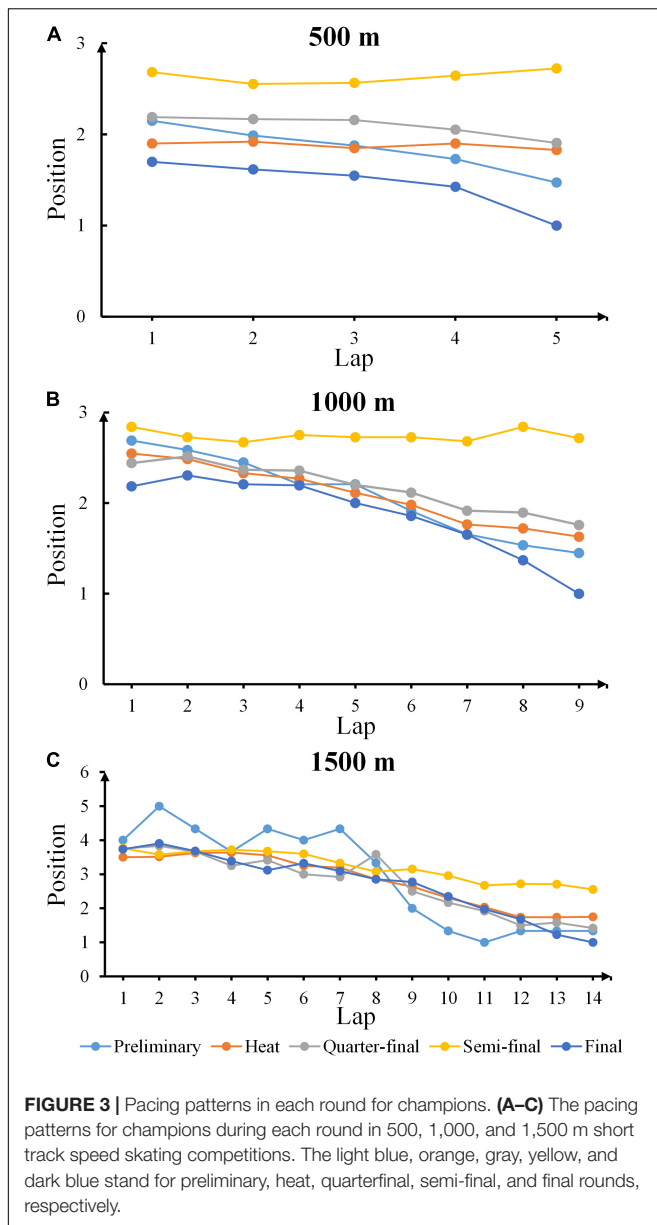 A
500 m
3
2
1
0
Position
1 2 3 4 5
Lap
B
1000 m
3
2
1
0
Position
1 2 3 4 5 6 7 8 9
Lap
C
1500 m
6
5
4
3
2
1
0
Position
1 2 3 4 5 6 7 8 9 10 11 12 13 14
Lap
Preliminary Heat Quarter-final Semi-final Final
FIGURE 3 | Pacing patterns in each round for champions. (A–C) The pacing
patterns for champions during each round in 500, 1,000, and 1,500 m short
track speed skating competitions. The light blue, orange, gray, yellow, and
dark blue stand for preliminary, heat, quarterfinal, semi-final, and final rounds,
respectively.